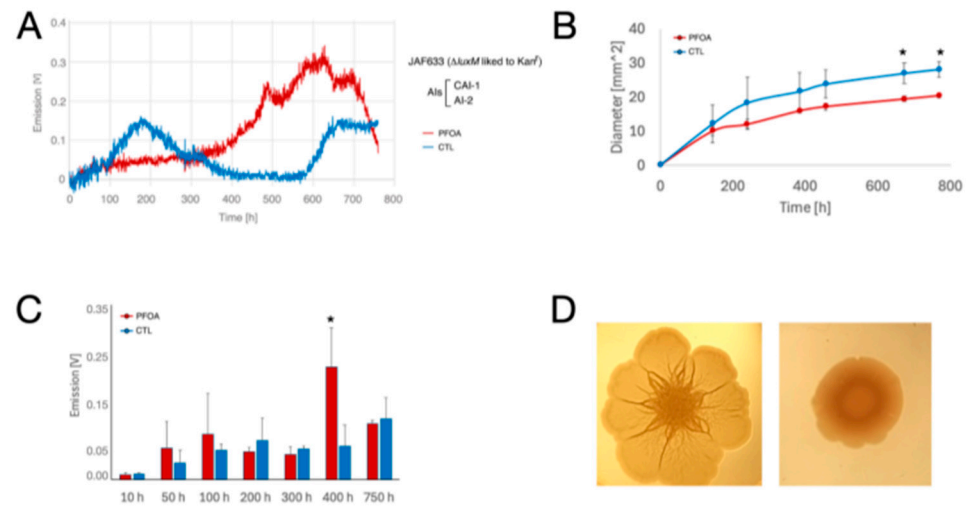 A
0.4
0.3
0.2
0.1
0
Emission [V]
0 100 200 300 400 500 600 700 800
Time [h]
JAF633 (ΔluxM liked to Kanʳ)
AIs
CAI-1
AI-2
PFOA
CTL
B
40
30
20
10
0
Diameter [mm^2]
PFOA
CTL
★ ★
0 200 400 600 800
Time [h]
C
0.35
0.25
0.15
0.05
0.00
Emission [V]
PFOA
CTL
★
10 h 50 h 100 h 200 h 300 h 400 h 750 h
D